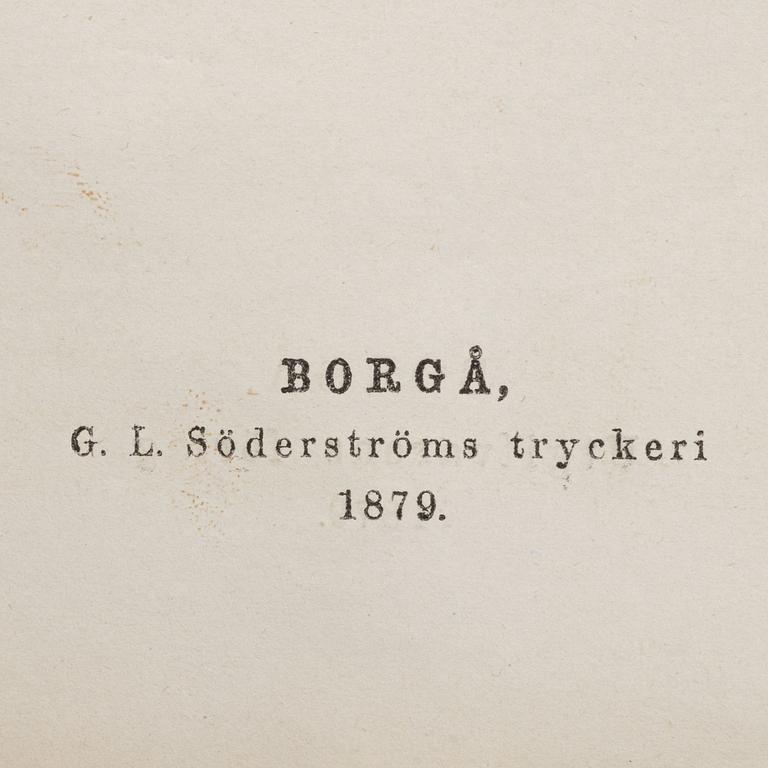 BORGÅ,
G. L. Söderströms tryckeri
1879.